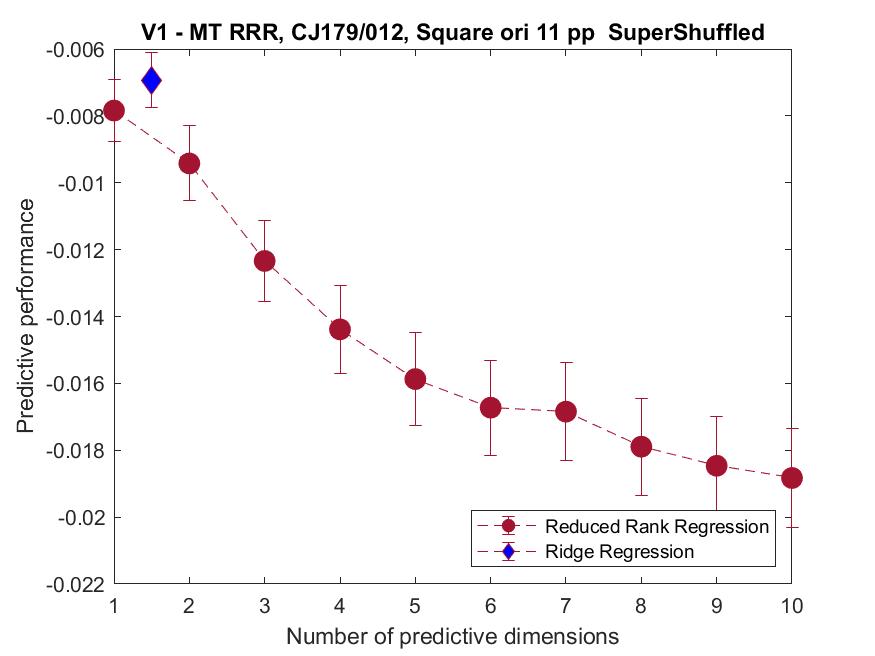 V1 - MT RRR, CJ179/012, Square ori 11 pp  SuperShuffled
Predictive performance
-0.006
-0.008
-0.01
-0.012
-0.014
-0.016
-0.018
-0.02
-0.022
Reduced Rank Regression
Ridge Regression
1 2 3 4 5 6 7 8 9 10
Number of predictive dimensions